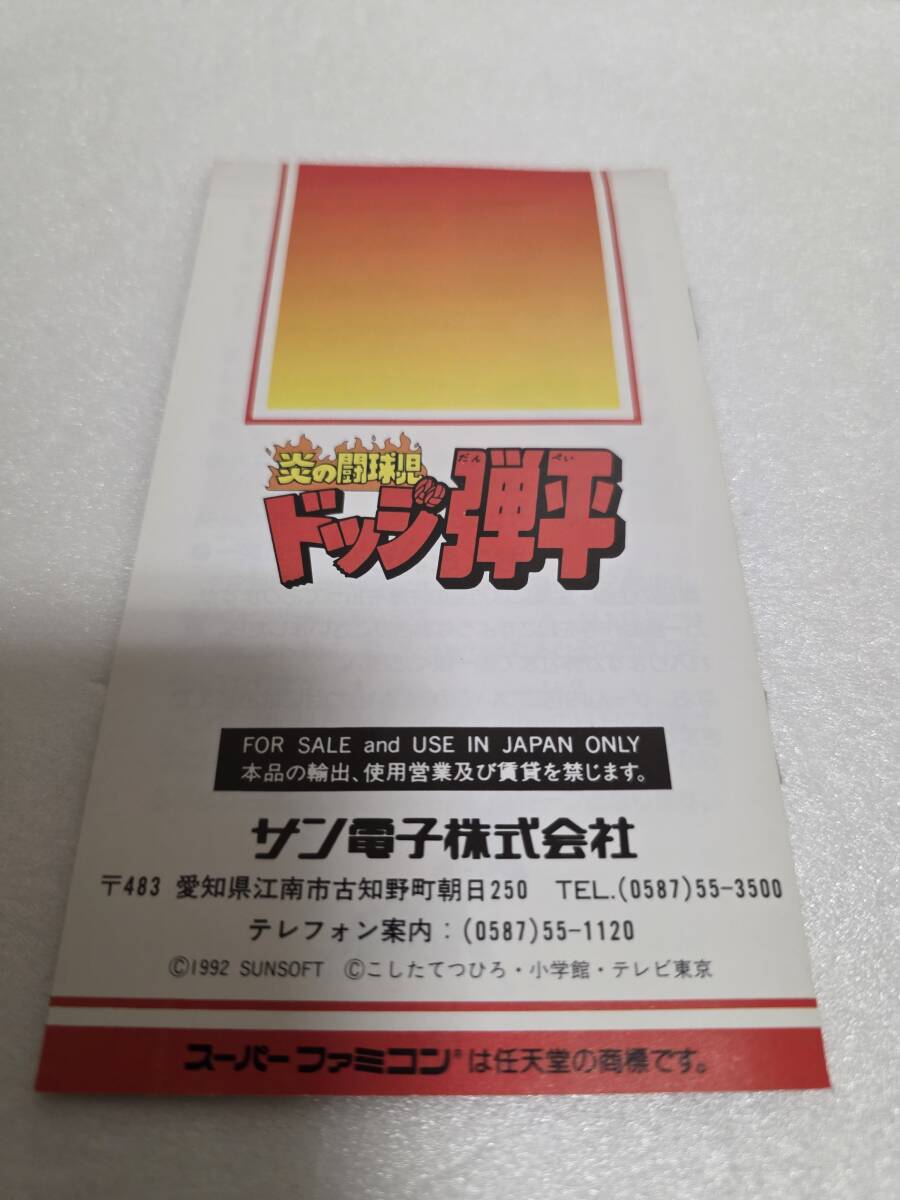 炎の闘球児
だん ぺい
ドッジ弾平
FOR SALE and USE IN JAPAN ONLY
本品の輸出、使用営業及び賃貸を禁じます。
サン電子株式会社
〒483 愛知県江南市古知野町朝日250 TEL.(0587)55-3500
テレフォン案内：(0587)55-1120
©1992 SUNSOFT ©こしたてつひろ・小学館・テレビ東京
スーパーファミコン®は任天堂の商標です。